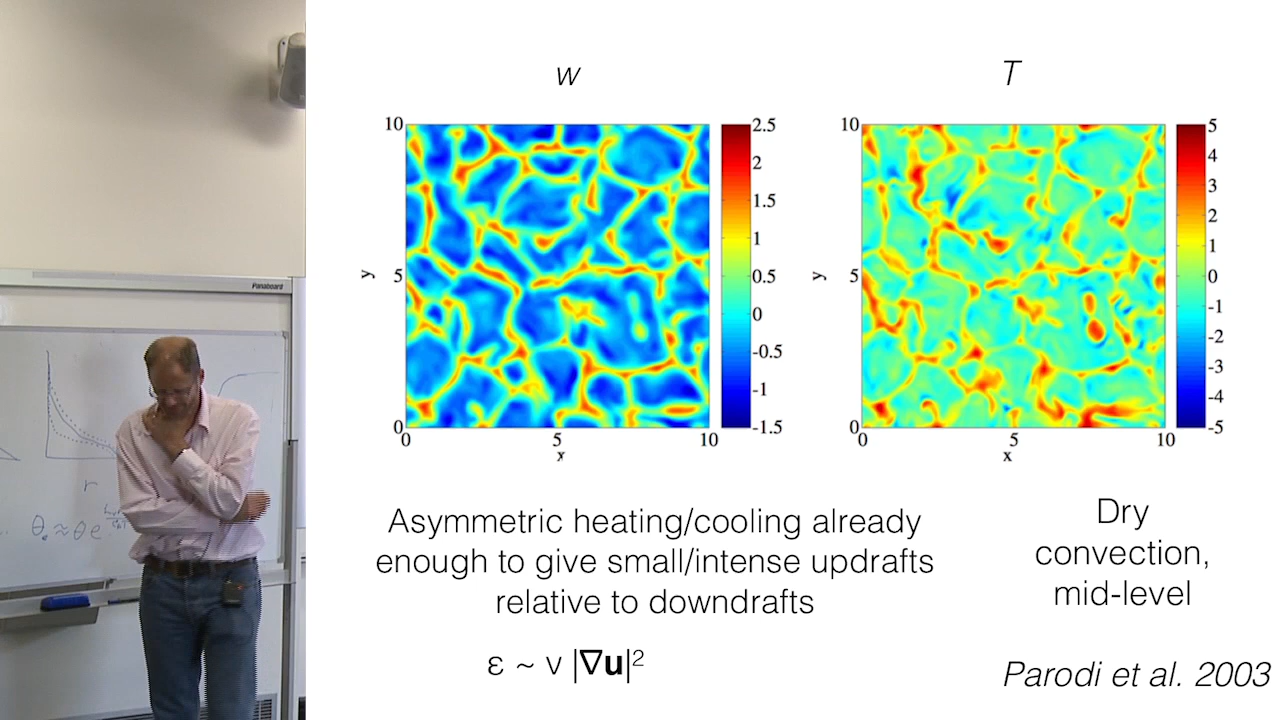 w
T
10
5
0
y
0
5
10
x
2.5
2
1.5
1
0.5
0
-0.5
-1
-1.5
10
5
0
y
0
5
10
x
5
4
3
2
1
0
-1
-2
-3
-4
-5
Panaboard
r
θₑ ≈ θ e
Asymmetric heating/cooling already
enough to give small/intense updrafts
relative to downdrafts
ε ~ ν |∇u|²
Dry
convection,
mid-level
Parodi et al. 2003